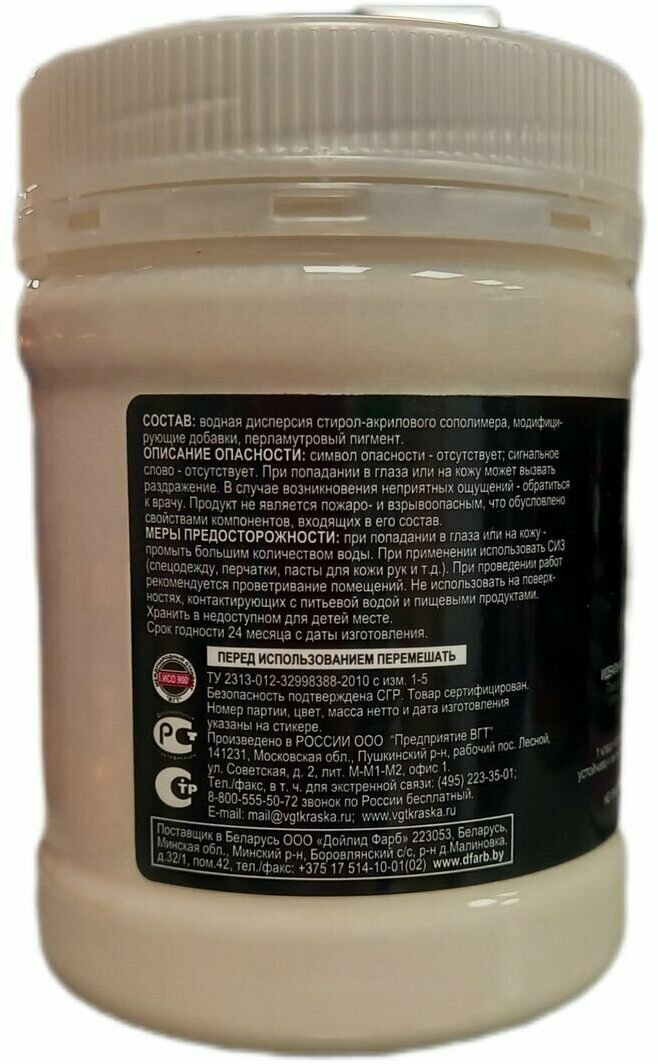 СОСТАВ: водная дисперсия стирол-акрилового сополимера, модифици-
рующие добавки, перламутровый пигмент.
ОПИСАНИЕ ОПАСНОСТИ: символ опасности - отсутствует; сигнальное
слово - отсутствует. При попадании в глаза или на кожу может вызвать
раздражение. В случае возникновения неприятных ощущений - обратиться
к врачу. Продукт не является пожаро- и взрывоопасным, что обусловлено
свойствами компонентов, входящих в его состав.
МЕРЫ ПРЕДОСТОРОЖНОСТИ: при попадании в глаза или на кожу -
промыть большим количеством воды. При применении использовать СИЗ
(спецодежду, перчатки, пасты для кожи рук и т.д.). При проведении работ
рекомендуется проветривание помещений. Не использовать на поверх-
ностях, контактирующих с питьевой водой и пищевыми продуктами.
Хранить в недоступном для детей месте.
Срок годности 24 месяца с даты изготовления.
ПЕРЕД ИСПОЛЬЗОВАНИЕМ ПЕРЕМЕШАТЬ
ТУ 2313-012-32998388-2010 с изм. 1-5
Безопасность подтверждена СГР. Товар сертифицирован.
Номер партии, цвет, масса нетто и дата изготовления
указаны на стикере.
Произведено в РОССИИ ООО "Предприятие ВГТ"
141231, Московская обл., Пушкинский р-н, рабочий пос. Лесной,
ул. Советская, д. 2, лит. М-М1-М2, офис 1.
Тел./факс, в т. ч. для экстренной связи: (495) 223-35-01;
8-800-555-50-72 звонок по России бесплатный.
E-mail: mail@vgtkraska.ru; www.vgtkraska.ru
ИСО 900
РСТ
СТР
Поставщик в Беларусь ООО «Дойлид Фарб» 223053, Беларусь,
Минская обл., Минский р-н, Боровлянский с/с, р-н д.Малиновка,
д.32/1, пом.42, тел./факс: +375 17 514-10-01(02) www.dfarb.by